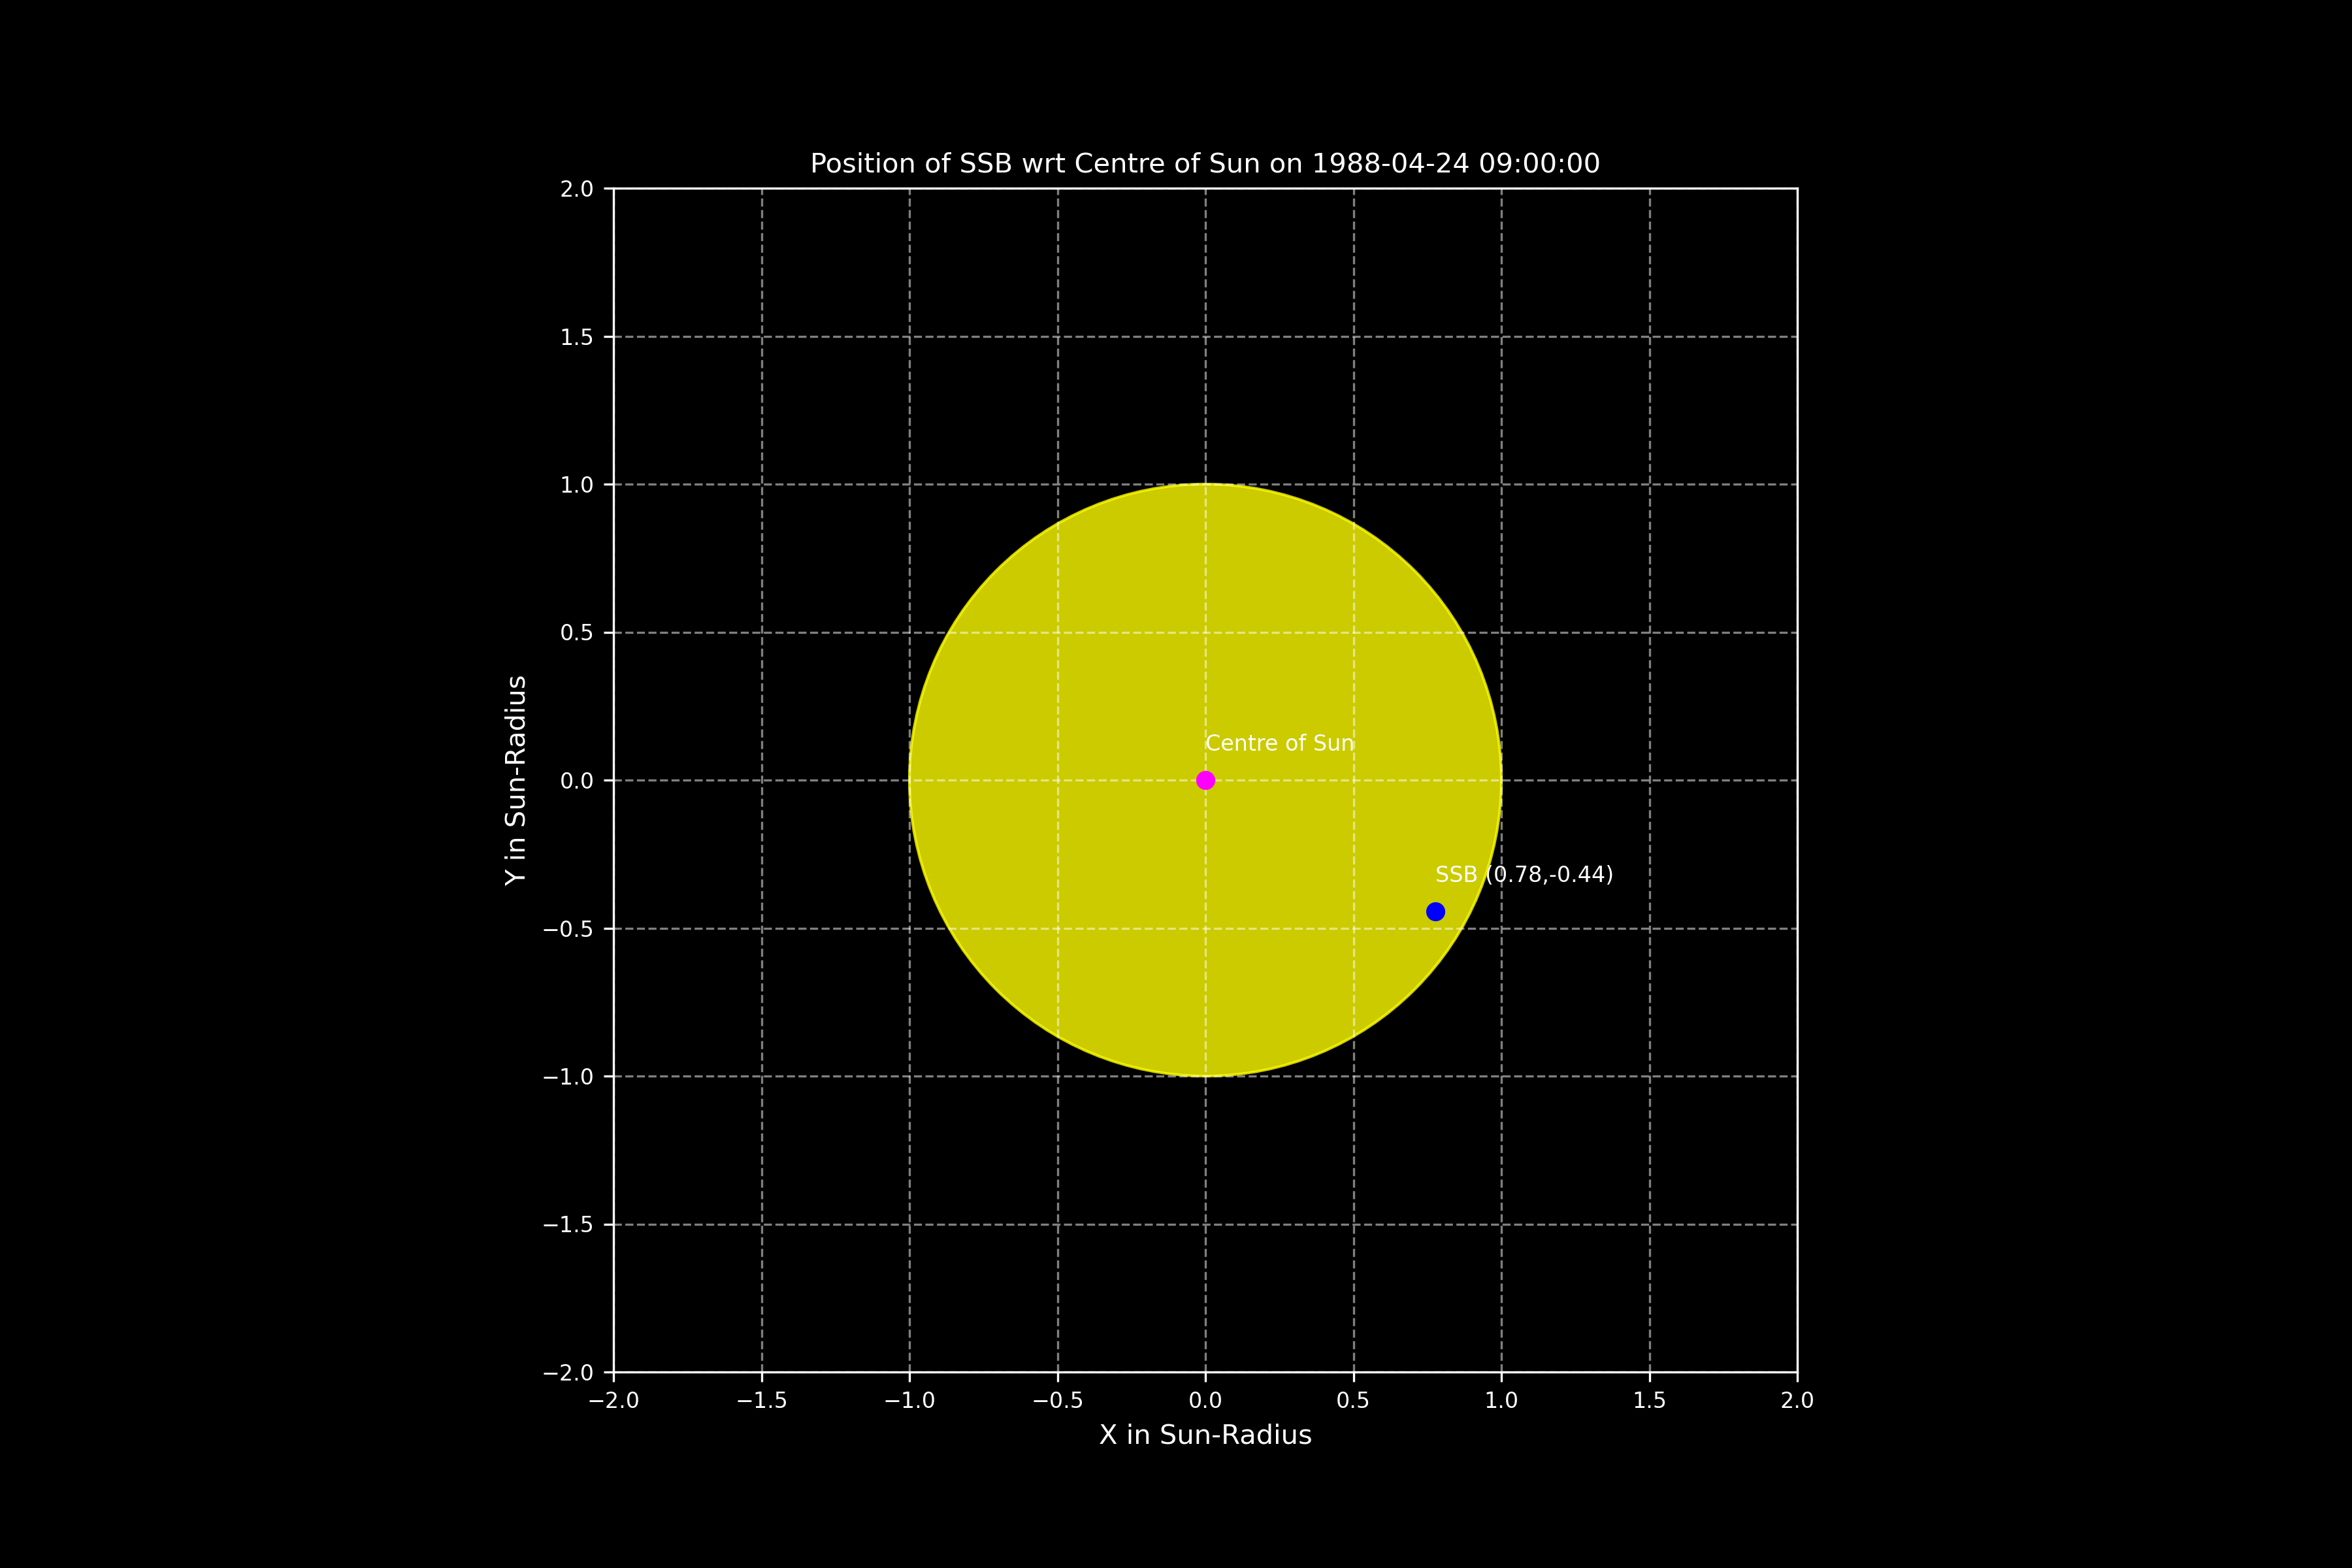 Position of SSB wrt Centre of Sun on 1988-04-24 09:00:00
2.0
1.5
1.0
0.5
0.0
−0.5
−1.0
−1.5
−2.0
Y in Sun-Radius
Centre of Sun
SSB (0.78,-0.44)
−2.0 −1.5 −1.0 −0.5 0.0 0.5 1.0 1.5 2.0
X in Sun-Radius